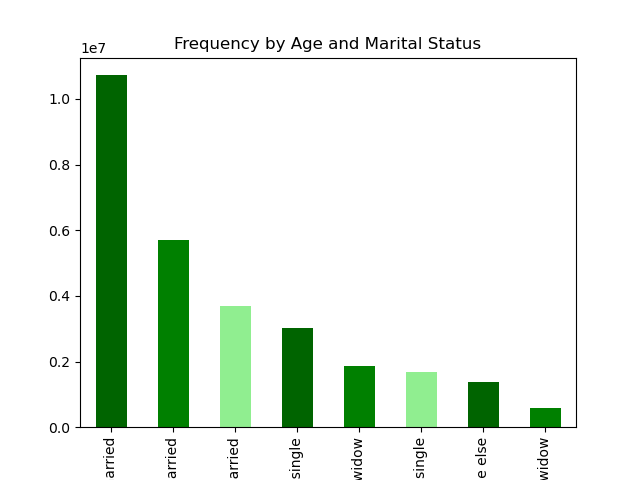 Frequency by Age and Marital Status
1e7
1.0
0.8
0.6
0.4
0.2
0.0
arried
arried
arried
single
widow
single
e else
widow